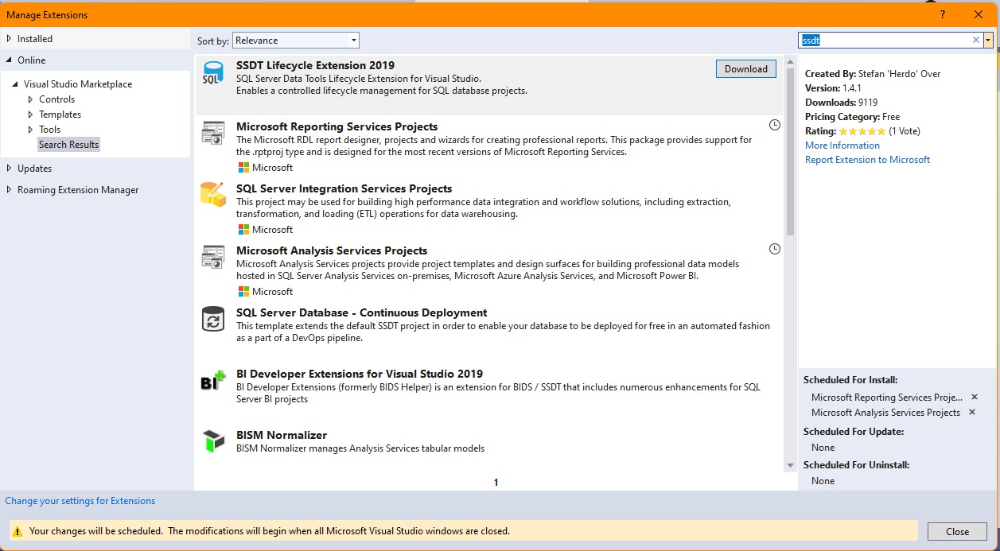 Manage Extensions
?
Installed
Online
Visual Studio Marketplace
Controls
Templates
Tools
Search Results
Updates
Roaming Extension Manager
Sort by: Relevance
ssdt
SQL
SSDT Lifecycle Extension 2019
SQL Server Data Tools Lifecycle Extension for Visual Studio.
Enables a controlled lifecycle management for SQL database projects.
Download
Microsoft Reporting Services Projects
The Microsoft RDL report designer, projects and wizards for creating professional reports. This package provides support for
the .rptproj type and is designed for the most recent versions of Microsoft Reporting Services.
Microsoft
SQL Server Integration Services Projects
This project may be used for building high performance data integration and workflow solutions, including extraction,
transformation, and loading (ETL) operations for data warehousing.
Microsoft
Microsoft Analysis Services Projects
Microsoft Analysis Services projects provide project templates and design surfaces for building professional data models
hosted in SQL Server Analysis Services on-premises, Microsoft Azure Analysis Services, and Microsoft Power BI.
Microsoft
SQL Server Database - Continuous Deployment
This template extends the default SSDT project in order to enable your database to be deployed for free in an automated fashion
as a part of a DevOps pipeline.
BI
BI Developer Extensions for Visual Studio 2019
BI Developer Extensions (formerly BIDS Helper) is an extension for BIDS / SSDT that includes numerous enhancements for SQL
Server BI projects
BISM Normalizer
BISM Normalizer manages Analysis Services tabular models
1
Created By: Stefan 'Herdo' Over
Version: 1.4.1
Downloads: 9119
Pricing Category: Free
Rating: (1 Vote)
More Information
Report Extension to Microsoft
Scheduled For Install:
Microsoft Reporting Services Proje...
Microsoft Analysis Services Projects
Scheduled For Update:
None
Scheduled For Uninstall:
None
Change your settings for Extensions
Your changes will be scheduled. The modifications will begin when all Microsoft Visual Studio windows are closed.
Close